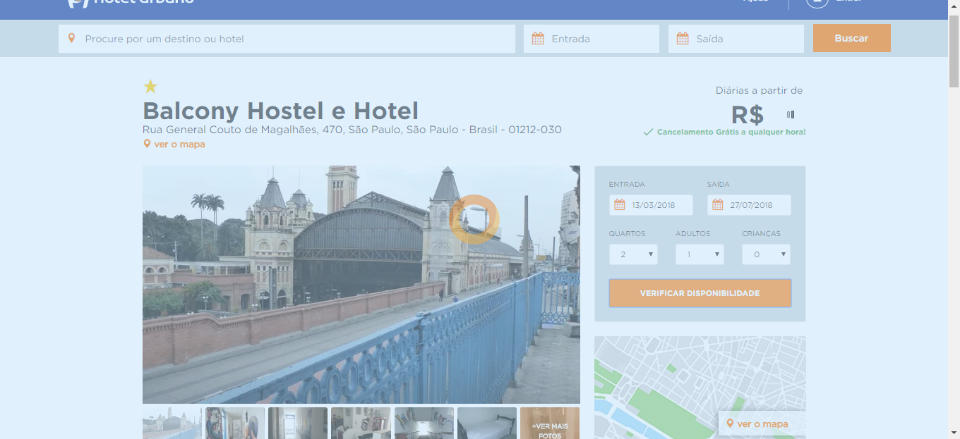 Hotel Urbano
Ajuda
Entrar
Procure por um destino ou hotel
Entrada
Saída
Buscar
Balcony Hostel e Hotel
Rua General Couto de Magalhães, 470, São Paulo, São Paulo - Brasil - 01212-030
ver o mapa
Diárias a partir de
R$
Cancelamento Grátis a qualquer hora!
ENTRADA
SAÍDA
13/03/2018
27/07/2018
QUARTOS
ADULTOS
CRIANÇAS
2
1
0
VERIFICAR DISPONIBILIDADE
+VER MAIS
FOTOS
ver o mapa